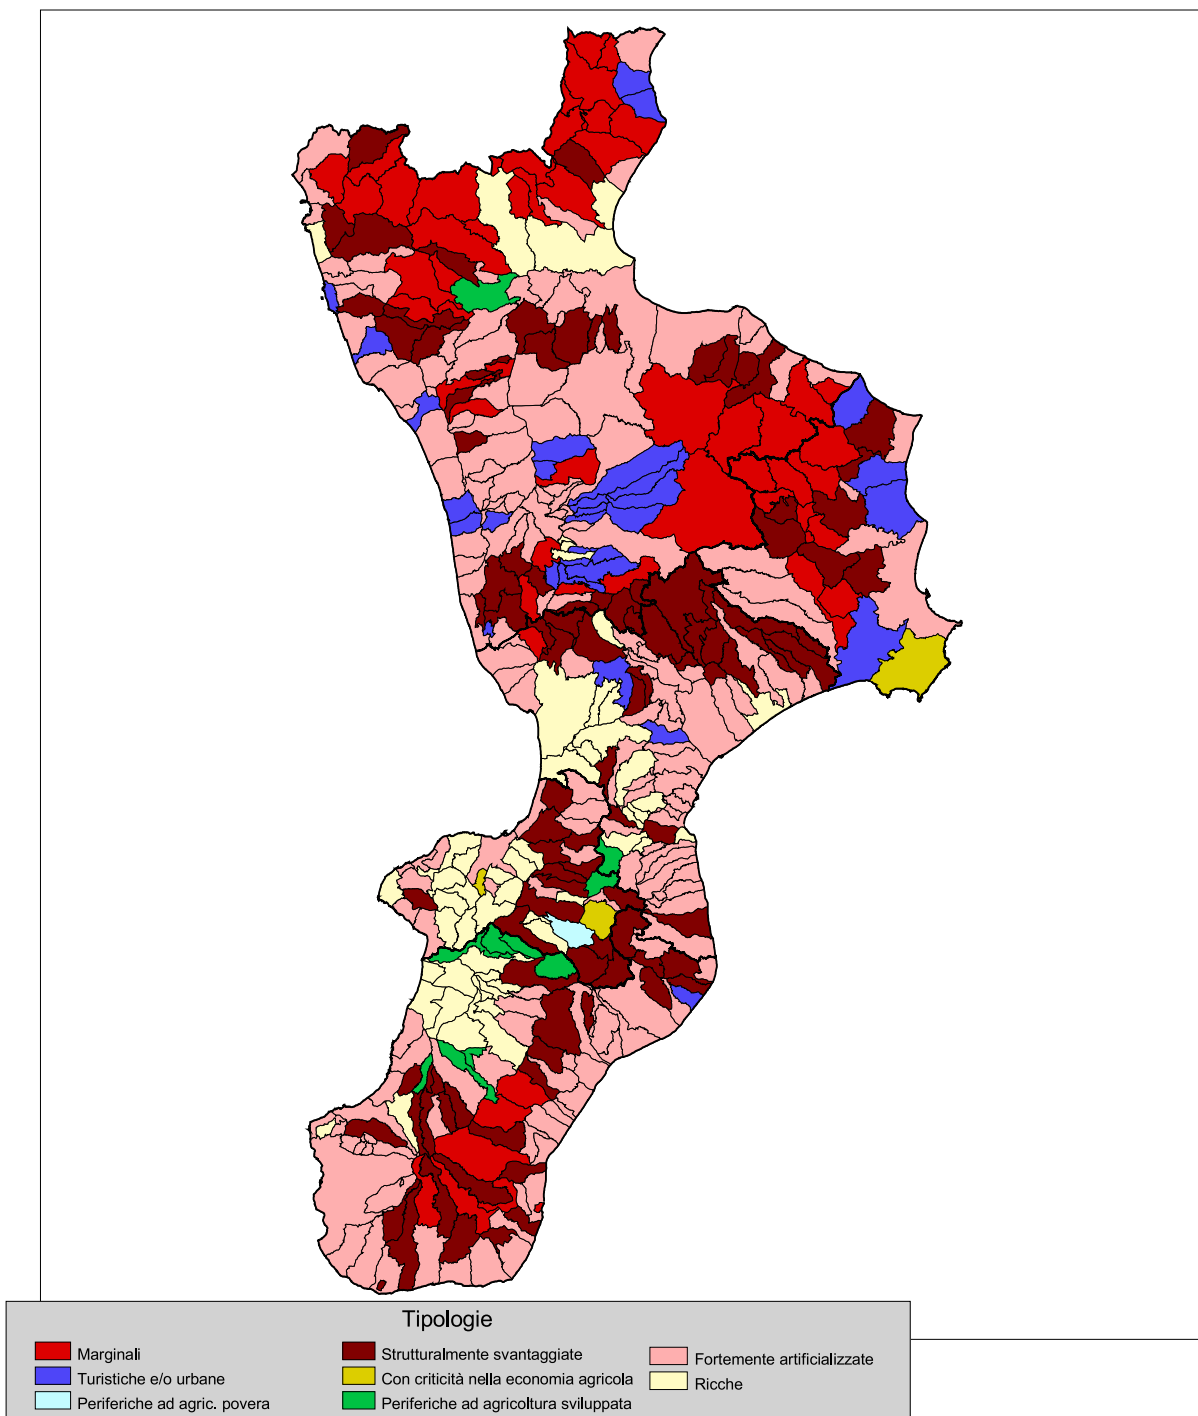 Tipologie
Marginali
Turistiche e/o urbane
Periferiche ad agric. povera
Strutturalmente svantaggiate
Con criticità nella economia agricola
Periferiche ad agricoltura sviluppata
Fortemente artificializzate
Ricche